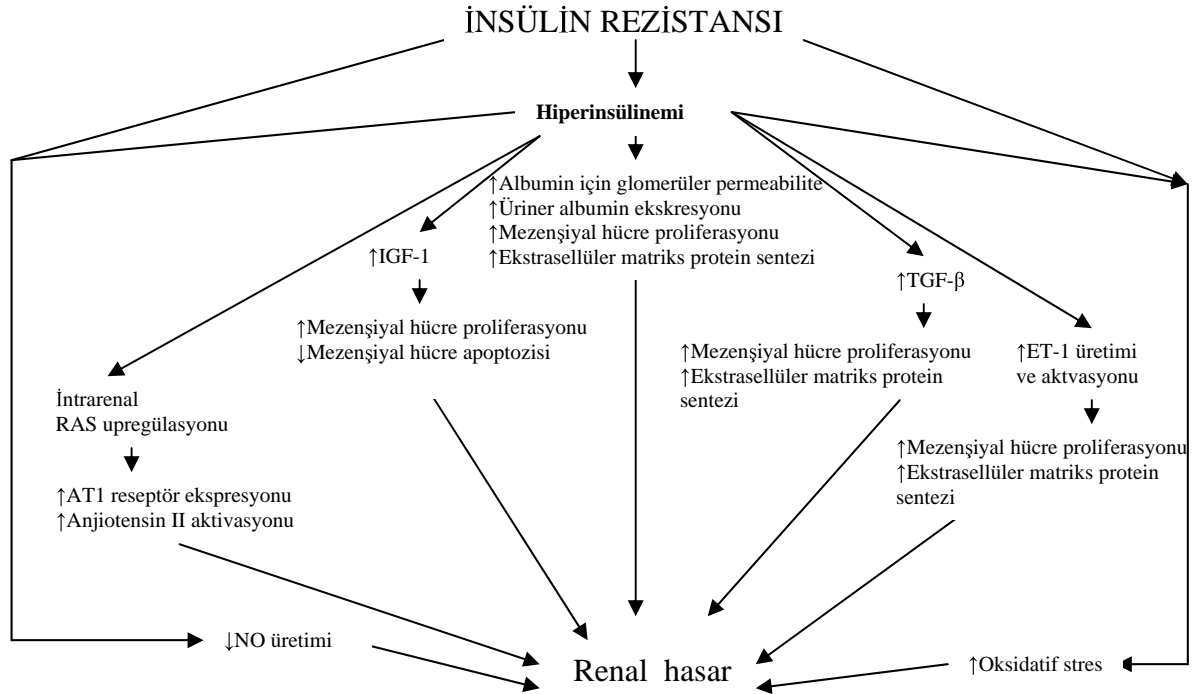 İNSÜLİN REZİSTANSI
Hiperinsülinemi
↑Albumin için glomerüler permeabilite
↑Üriner albumin ekskresyonu
↑Mezenşiyal hücre proliferasyonu
↑Ekstrasellüler matriks protein sentezi
↑IGF-1
↑Mezenşiyal hücre proliferasyonu
↓Mezenşiyal hücre apoptozisi
↑TGF-β
↑Mezenşiyal hücre proliferasyonu
↑Ekstrasellüler matriks protein
sentezi
↑ET-1 üretimi
ve aktvasyonu
↑Mezenşiyal hücre proliferasyonu
↑Ekstrasellüler matriks protein
sentezi
İntrarenal
RAS upregülasyonu
↑AT1 reseptör ekspresyonu
↑Anjiotensin II aktivasyonu
↓NO üretimi
Renal hasar
↑Oksidatif stres